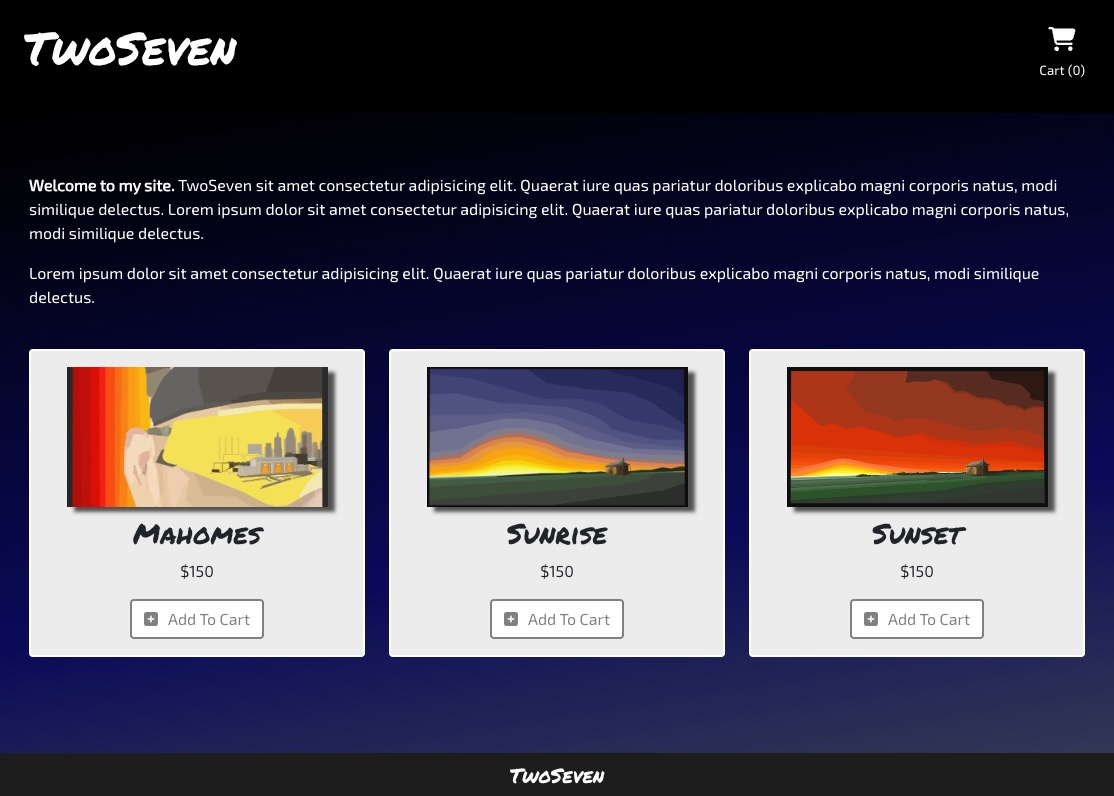 TwoSeven
Cart (0)
Welcome to my site. TwoSeven sit amet consectetur adipisicing elit. Quaerat iure quas pariatur doloribus explicabo magni corporis natus, modi
similique delectus. Lorem ipsum dolor sit amet consectetur adipisicing elit. Quaerat iure quas pariatur doloribus explicabo magni corporis natus,
modi similique delectus.
Lorem ipsum dolor sit amet consectetur adipisicing elit. Quaerat iure quas pariatur doloribus explicabo magni corporis natus, modi similique
delectus.
Mahomes
$150
Add To Cart
Sunrise
$150
Add To Cart
Sunset
$150
Add To Cart
TwoSeven